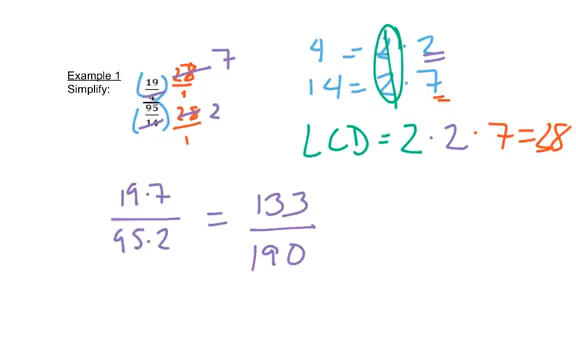 4 = 2 · 2
14 = 2 · 7
LCD = 2 · 2 · 7 = 28
Example 1
Simplify:
(19/4) 28/1 7
(95/14) 28/1 2
19·7/95·2 = 133/190